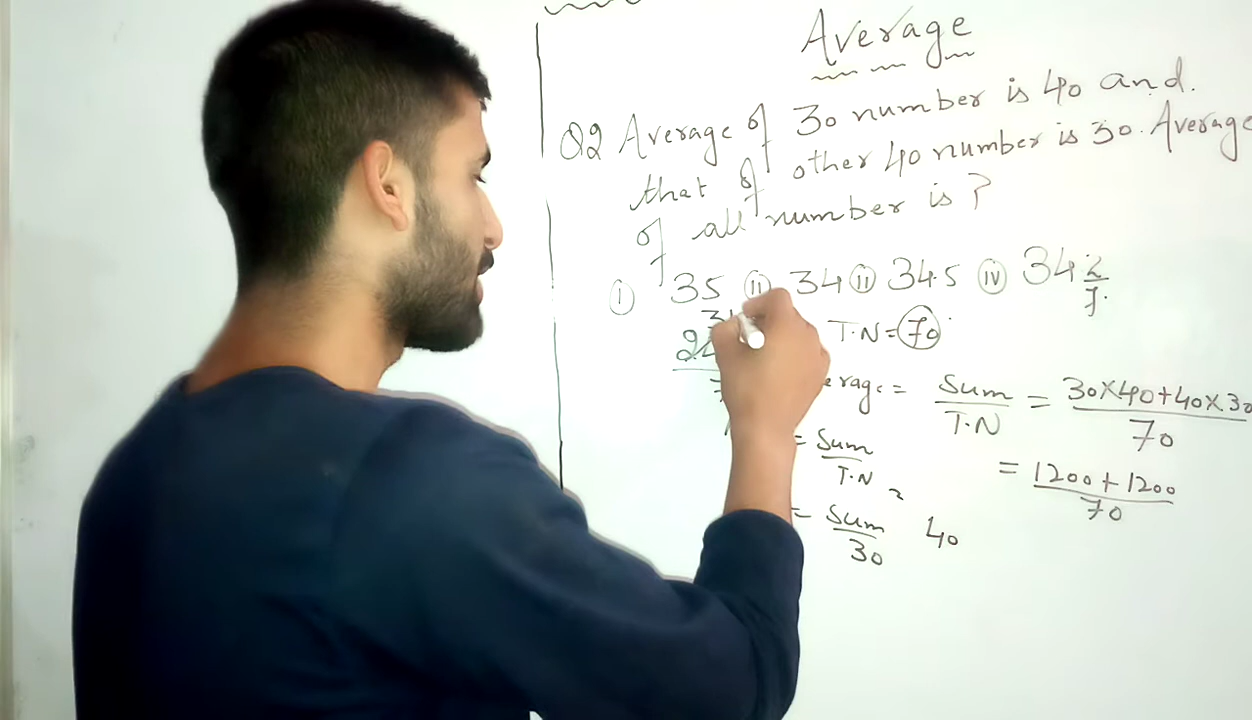 Average
Q2 Average of 30 number is 40 and.
that of other 40 number is 30. Average
of all number is ?
(i) 35 (ii) 34 (ii) 34.5 (iv) 34 2/7.
T.N = 70
erage = Sum/T.N = 30×40+40×30/70
= Sum/T.N
= 1200+1200/70
= Sum/30 40